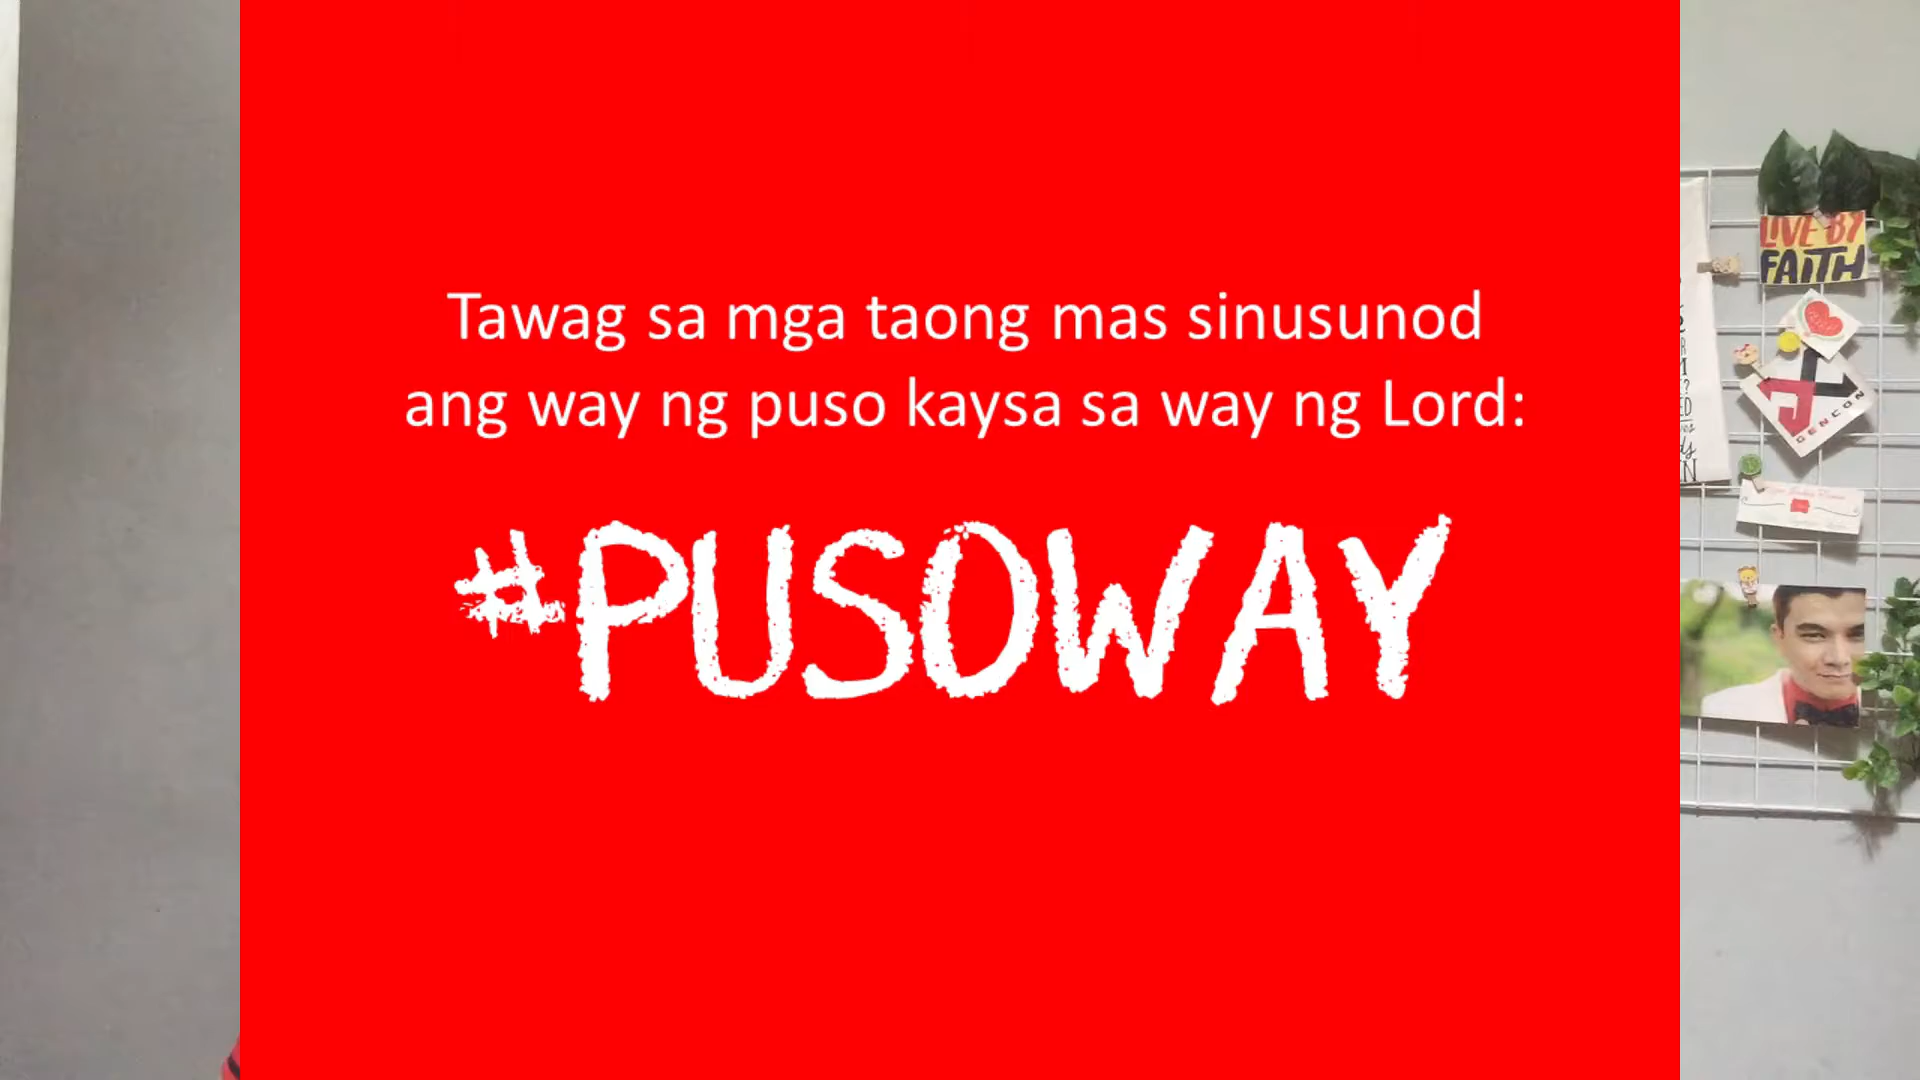 Tawag sa mga taong mas sinusunod
ang way ng puso kaysa sa way ng Lord:
#PUSOWAY
LIVE BY
FAITH
GENCON